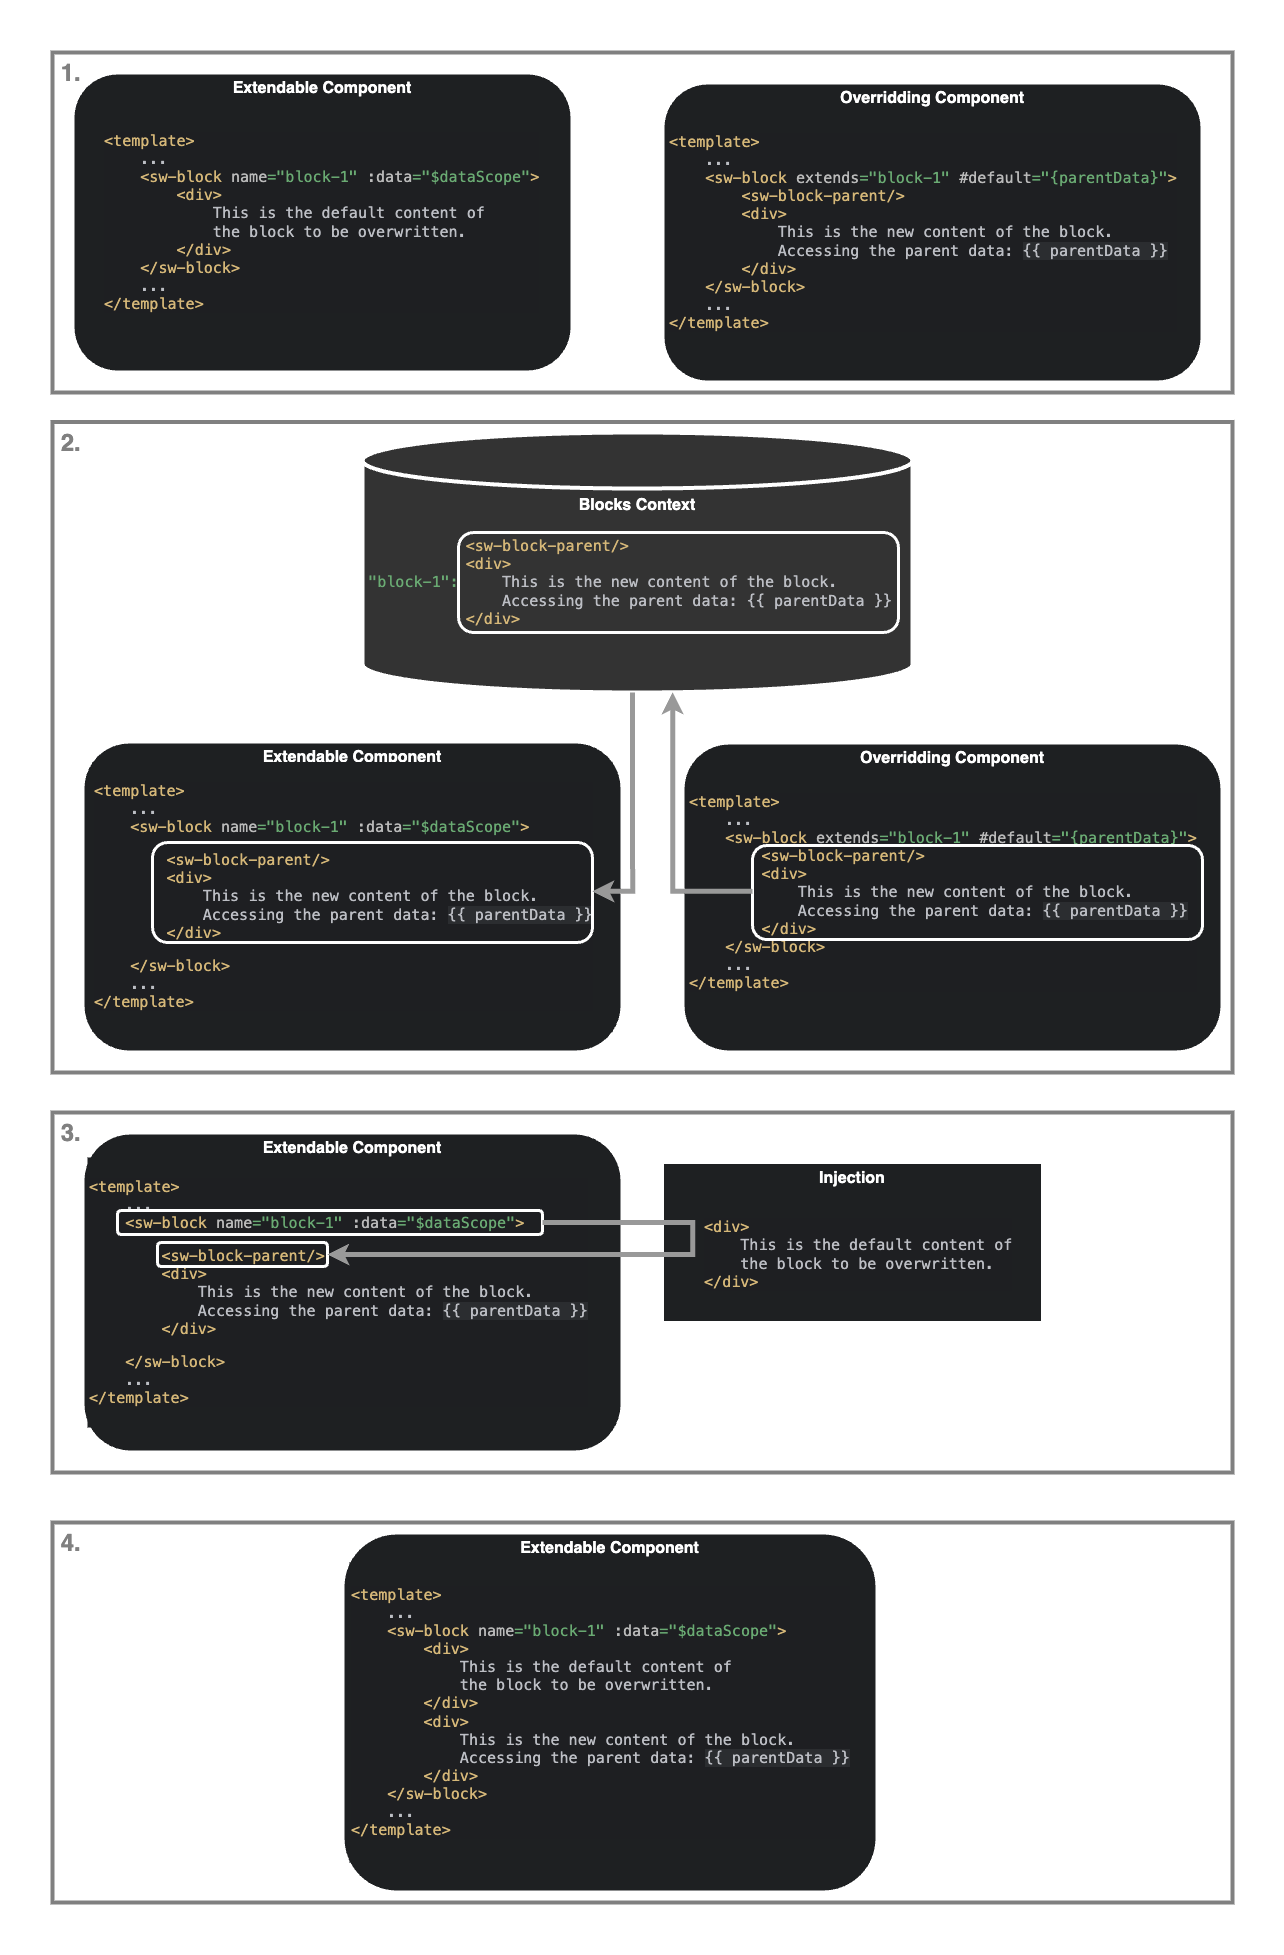 1.
Extendable Component
<template>
...
<sw-block name="block-1" :data="$dataScope">
<div>
This is the default content of
the block to be overwritten.
</div>
</sw-block>
...
</template>
Overridding Component
<template>
...
<sw-block extends="block-1" #default="{parentData}">
<sw-block-parent/>
<div>
This is the new content of the block.
Accessing the parent data: {{ parentData }}
</div>
</sw-block>
...
</template>
2.
Blocks Context
"block-1":
<sw-block-parent/>
<div>
This is the new content of the block.
Accessing the parent data: {{ parentData }}
</div>
Extendable Component
<template>
...
<sw-block name="block-1" :data="$dataScope">
<sw-block-parent/>
<div>
This is the new content of the block.
Accessing the parent data: {{ parentData }}
</div>
</sw-block>
...
</template>
Overridding Component
<template>
...
<sw-block extends="block-1" #default="{parentData}">
<sw-block-parent/>
<div>
This is the new content of the block.
Accessing the parent data: {{ parentData }}
</div>
</sw-block>
...
</template>
3.
Extendable Component
<template>
...
<sw-block name="block-1" :data="$dataScope">
<sw-block-parent/>
<div>
This is the new content of the block.
Accessing the parent data: {{ parentData }}
</div>
</sw-block>
...
</template>
Injection
<div>
This is the default content of
the block to be overwritten.
</div>
4.
Extendable Component
<template>
...
<sw-block name="block-1" :data="$dataScope">
<div>
This is the default content of
the block to be overwritten.
</div>
<div>
This is the new content of the block.
Accessing the parent data: {{ parentData }}
</div>
</sw-block>
...
</template>